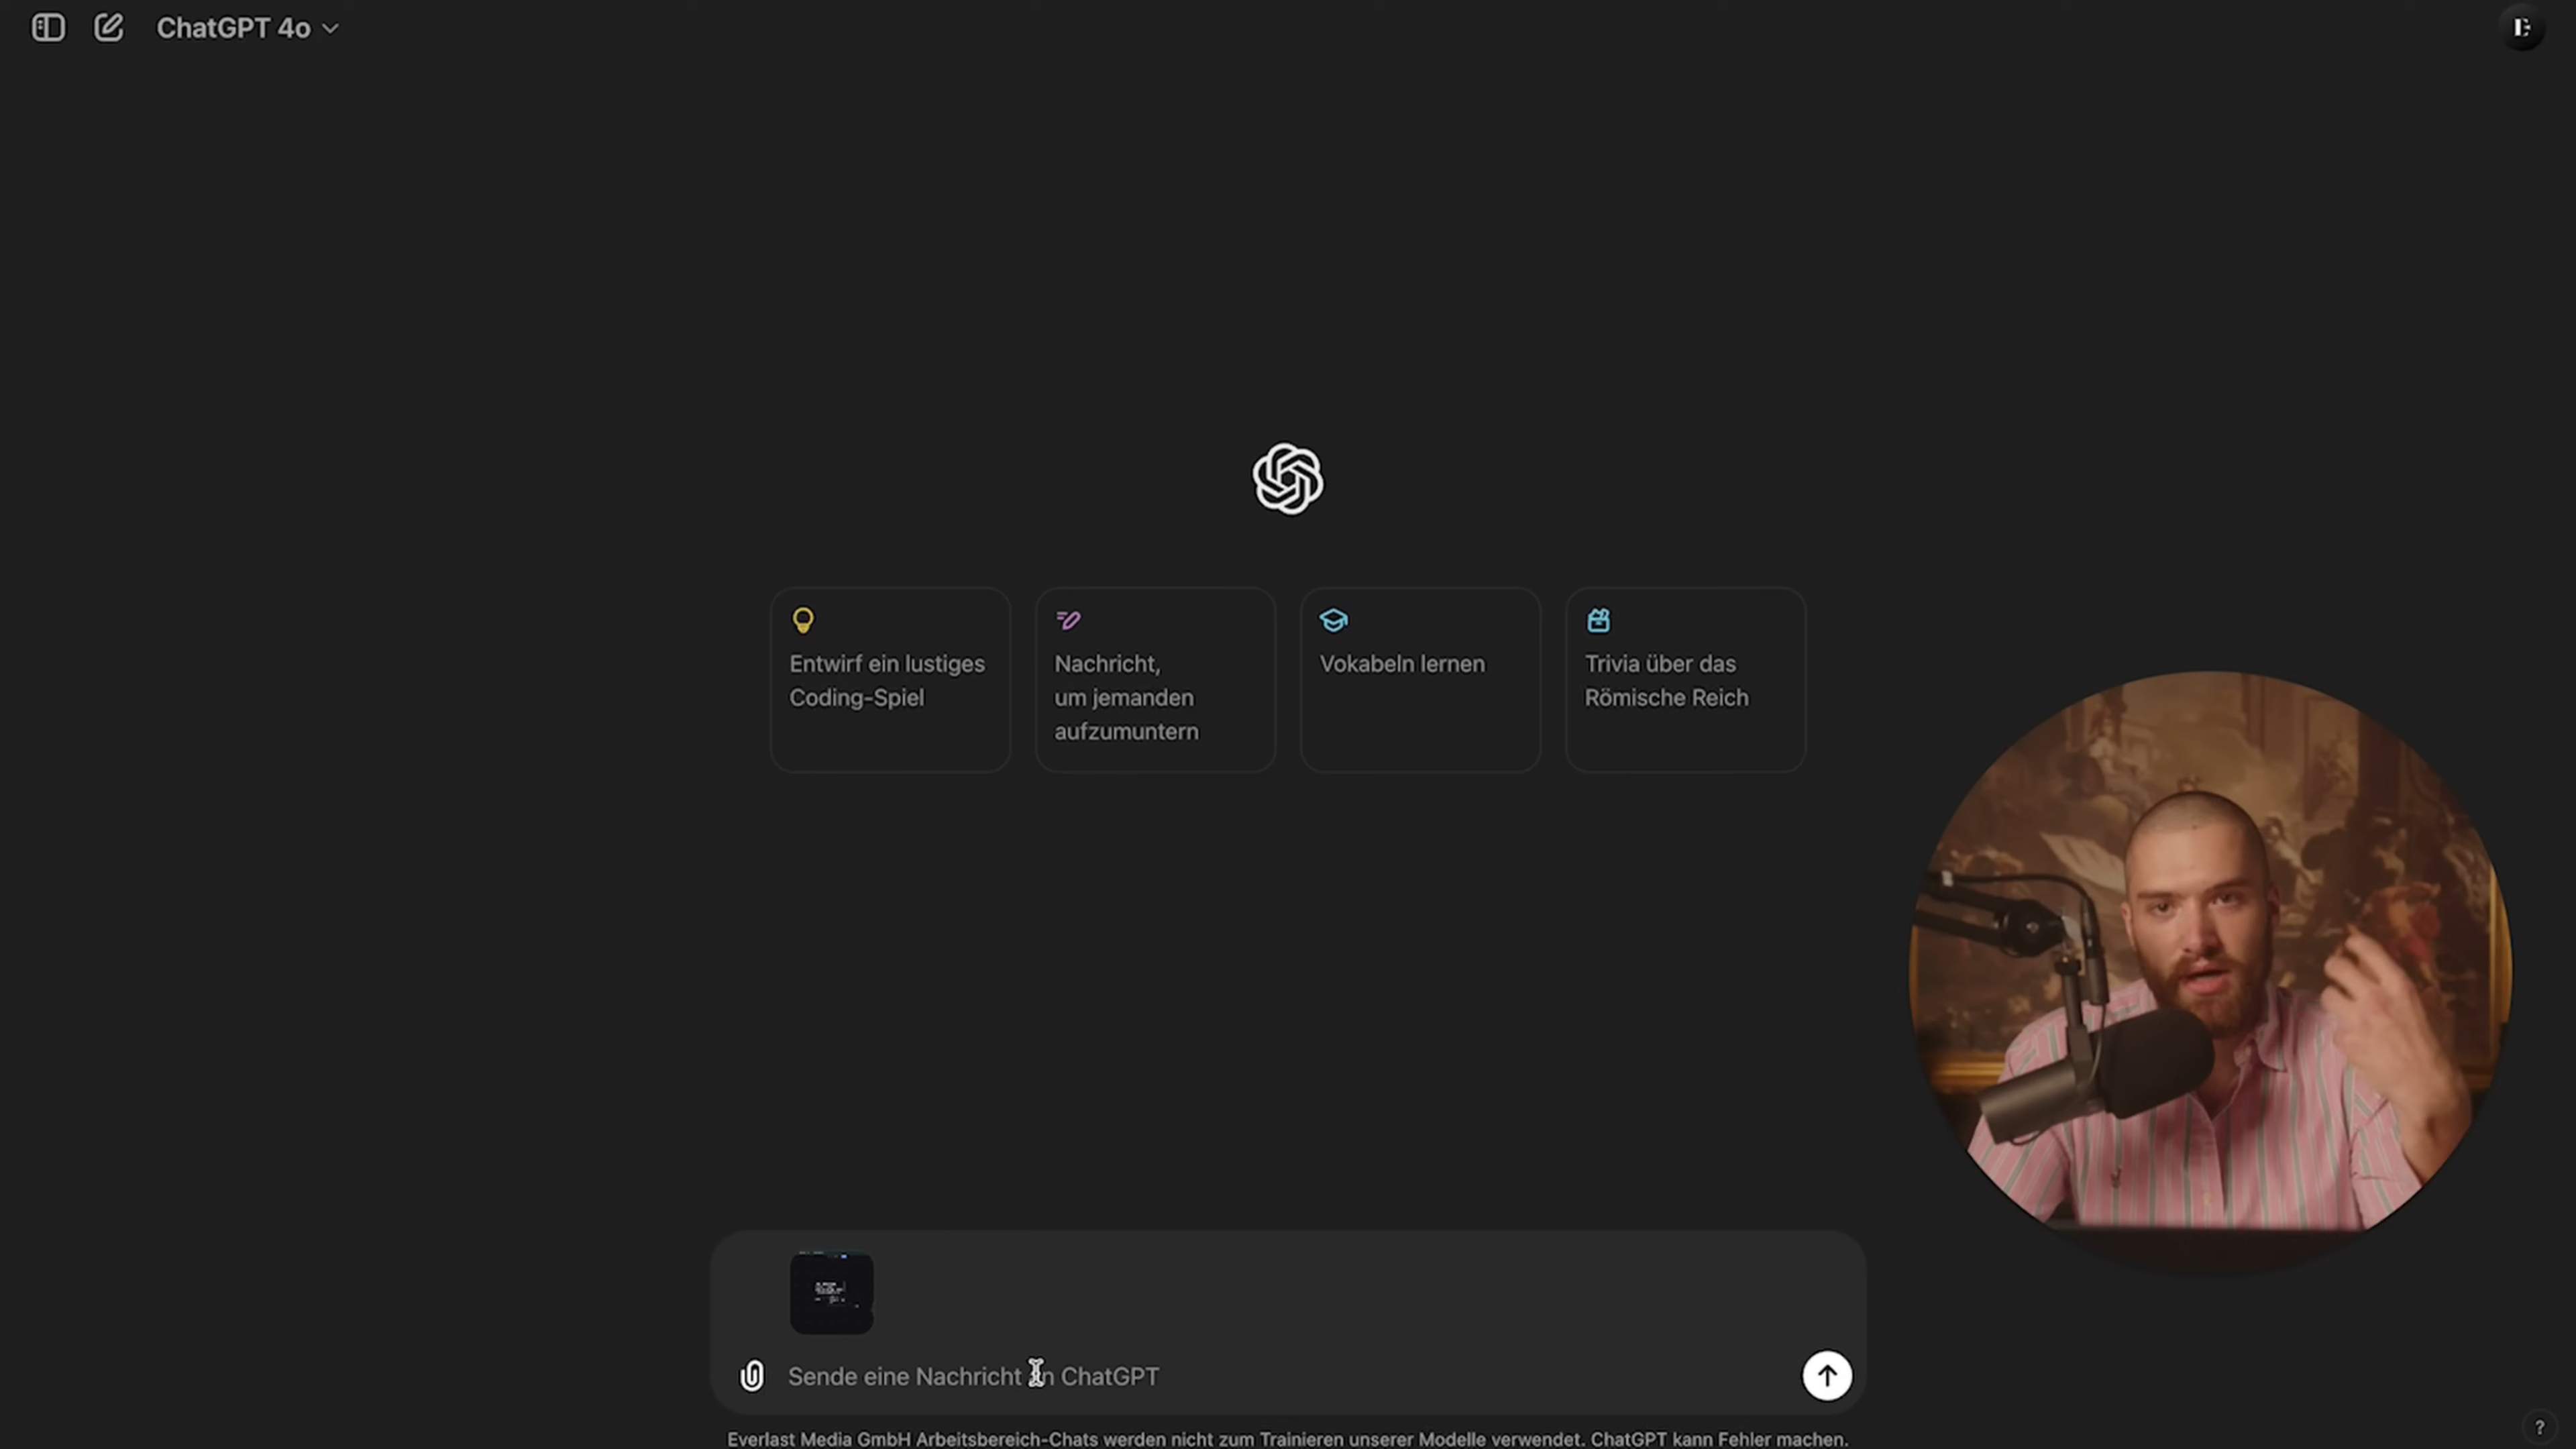 ChatGPT 4o
Entwirf ein lustiges
Coding-Spiel
Nachricht,
um jemanden
aufzumuntern
Vokabeln lernen
Trivia über das
Römische Reich
Sende eine Nachricht an ChatGPT
Everlast Media GmbH Arbeitsbereich-Chats werden nicht zum Trainieren unserer Modelle verwendet. ChatGPT kann Fehler machen.
?